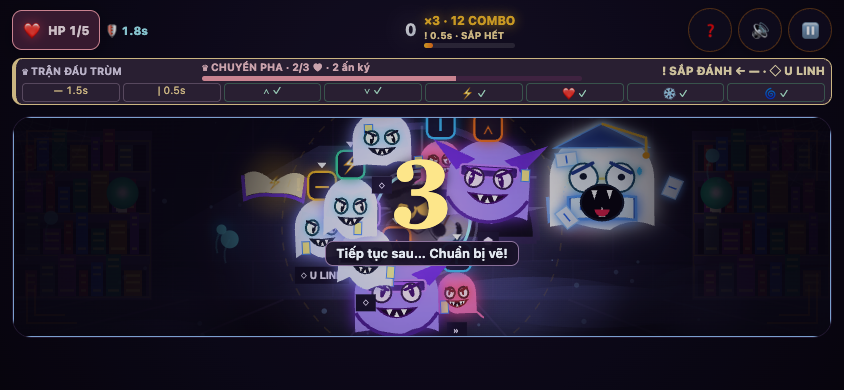 HP 1/5
1.8s
0
×3 · 12 COMBO
! 0.5s · SẮP HẾT
?
♛ TRẬN ĐẤU TRÙM
♛ CHUYỂN PHA · 2/3 ♥ · 2 ấn ký
! SẮP ĐÁNH ← — · ◇ U LINH
— 1.5s
| 0.5s
˄ ✓
˅ ✓
⚡ ✓
❤️ ✓
❄️ ✓
🌀 ✓
3
Tiếp tục sau... Chuẩn bị vẽ!
◇ U LIN